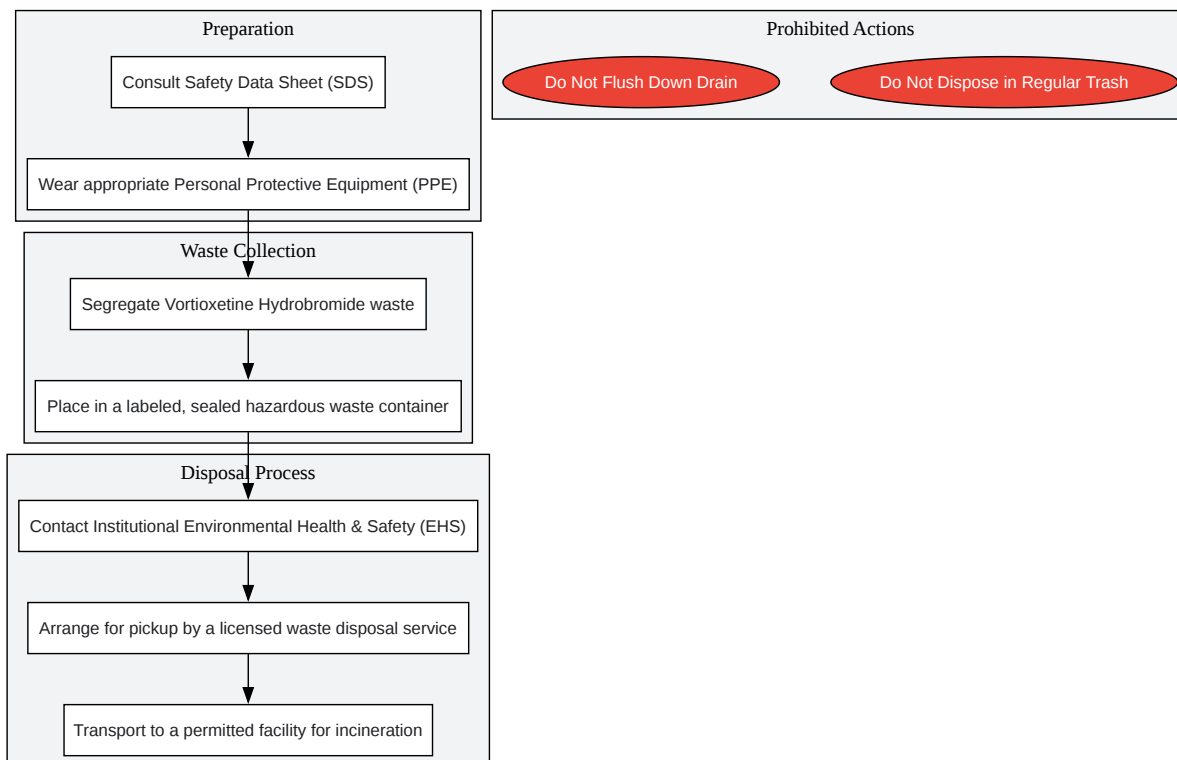 Preparation
Consult Safety Data Sheet (SDS)
Wear appropriate Personal Protective Equipment (PPE)
Waste Collection
Segregate Vortioxetine Hydrobromide waste
Place in a labeled, sealed hazardous waste container
Disposal Process
Contact Institutional Environmental Health & Safety (EHS)
Arrange for pickup by a licensed waste disposal service
Transport to a permitted facility for incineration
Prohibited Actions
Do Not Flush Down Drain
Do Not Dispose in Regular Trash